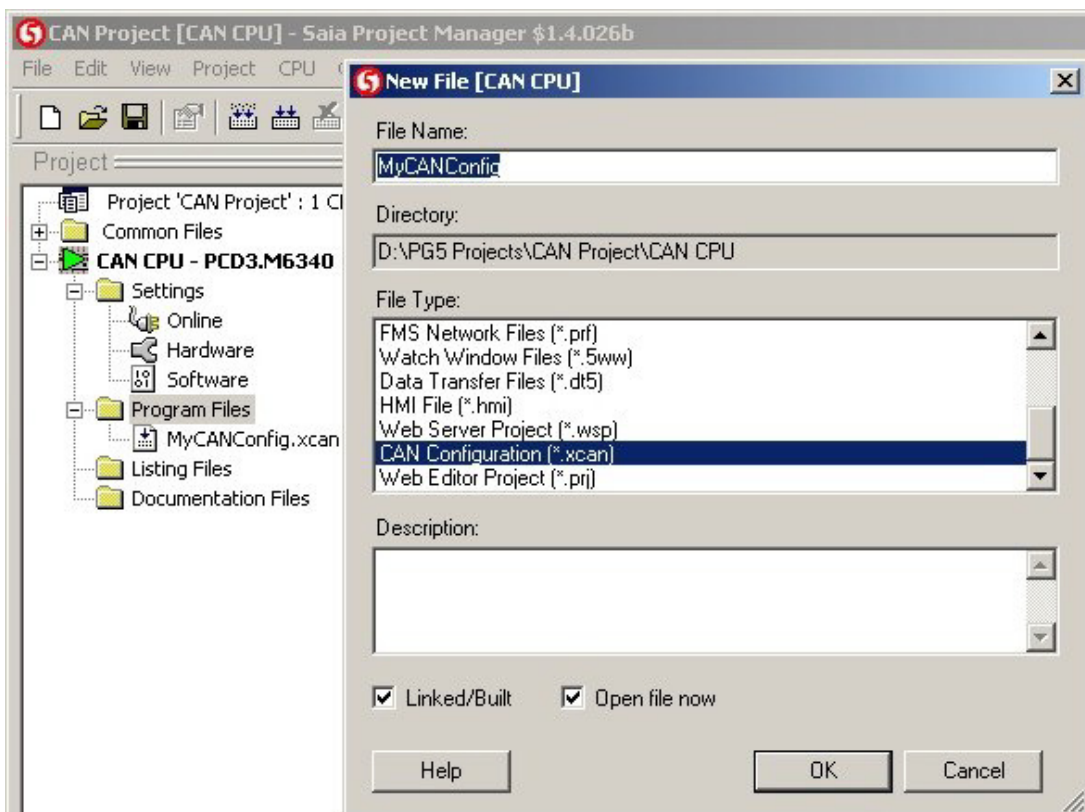 CAN Project [CAN CPU] - Saia Project Manager $1.4.026b
File Edit View Project CPU
Project
Project 'CAN Project' : 1
Common Files
CAN CPU - PCD3.M6340
Settings
Online
Hardware
Software
Program Files
MyCANConfig.xcan
Listing Files
Documentation Files
New File [CAN CPU]
File Name:
MyCANConfig
Directory:
D:\PG5 Projects\CAN Project\CAN CPU
File Type:
FMS Network Files (*.prf)
Watch Window Files (*.5ww)
Data Transfer Files (*.dt5)
HMI File (*.hmi)
Web Server Project (*.wsp)
CAN Configuration (*.xcan)
Web Editor Project (*.prj)
Description:
Linked/Built
Open file now
Help
OK
Cancel